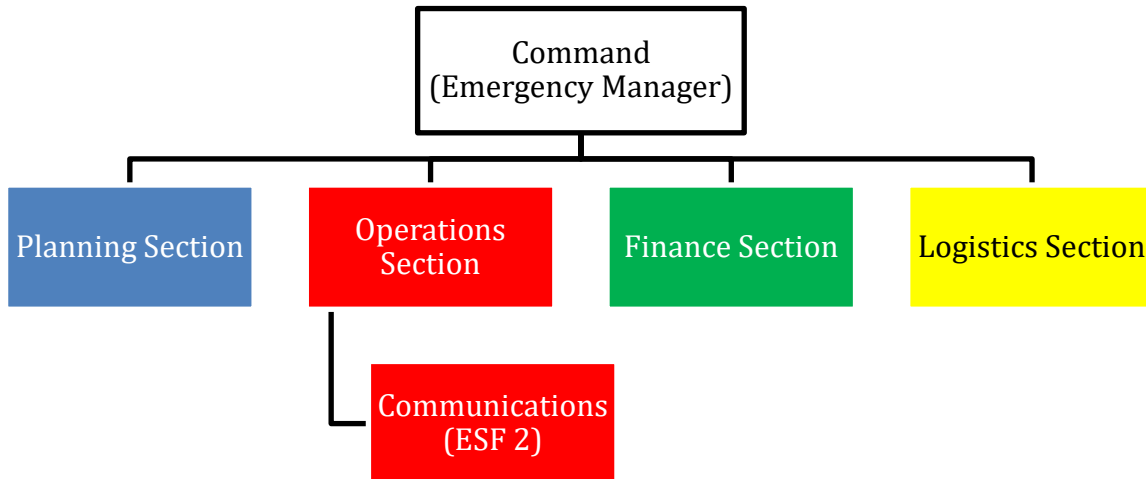 Command
(Emergency Manager)
Planning Section
Operations
Section
Finance Section
Logistics Section
Communications
(ESF 2)